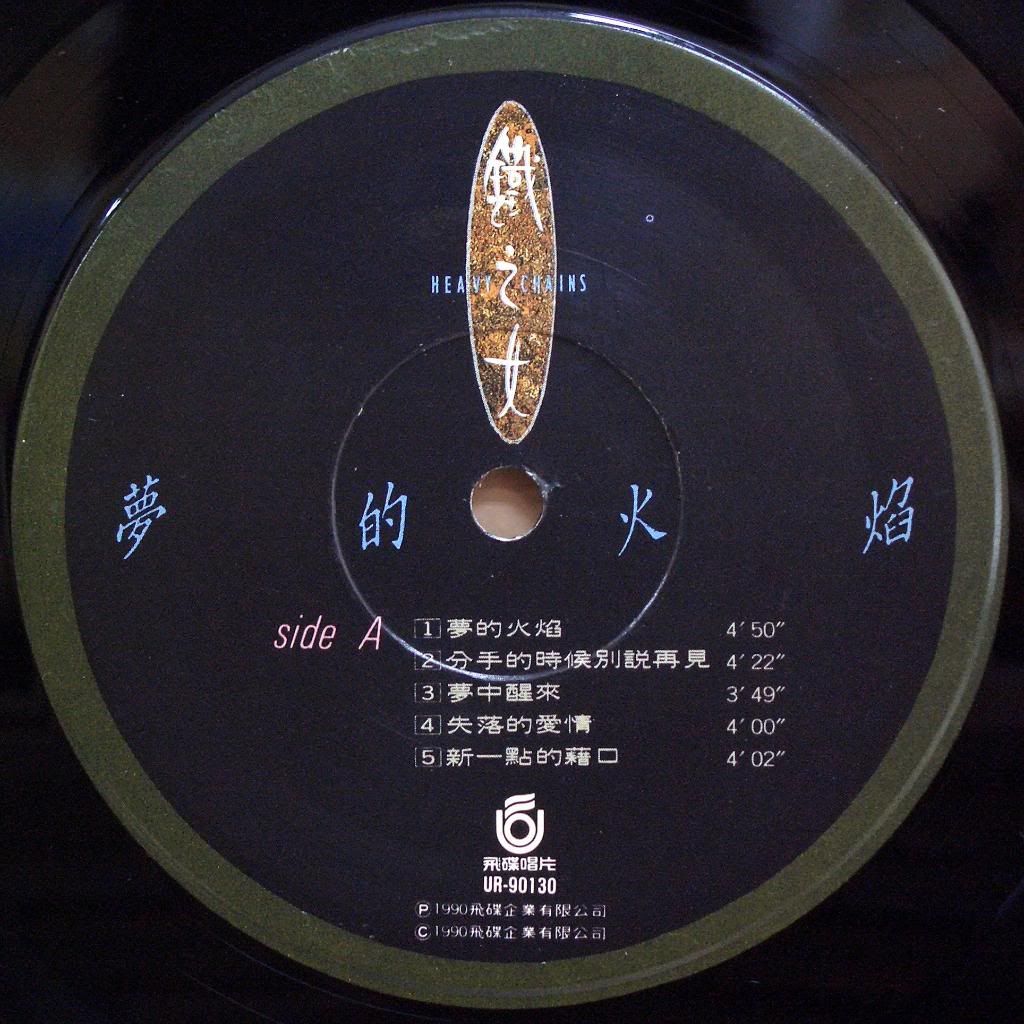 鐵之女
HEAVY CHAINS
夢的火焰
side A
1 夢的火焰 4'50"
2 分手的時候別説再見 4'22"
3 夢中醒來 3'49"
4 失落的愛情 4'00"
5 新一點的藉口 4'02"
飛碟唱片
UR-90130
Ⓟ1990飛碟企業有限公司
Ⓒ1990飛碟企業有限公司